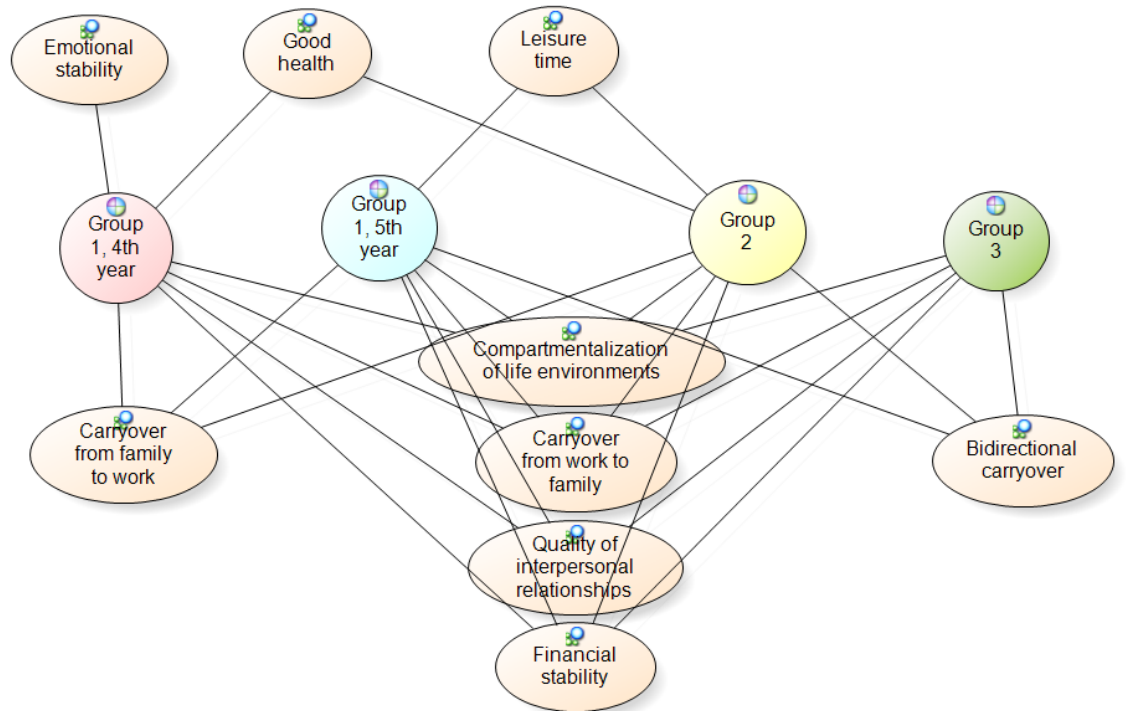 Emotional
stability
Good
health
Leisure
time
Group
1, 4th
year
Group
1, 5th
year
Group
2
Group
3
Compartmentalization
of life environments
Carryover
from family
to work
Carryover
from work to
family
Bidirectional
carryover
Quality of
interpersonal
relationships
Financial
stability